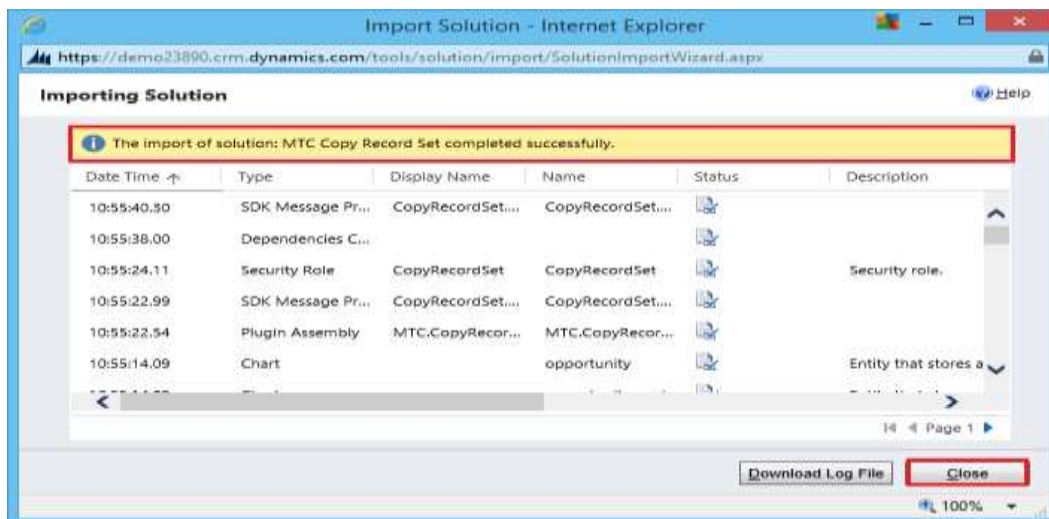 Import Solution - Internet Explorer
https://demo23890.crm.dynamics.com/tools/solution/import/SolutionImportWizard.aspx
Importing Solution Help
The import of solution: MTC Copy Record Set completed successfully.
Date Time Type Display Name Name Status Description
10:55:40.50 SDK Message Pr... CopyRecordSet.... CopyRecordSet....
10:55:38.00 Dependencies C...
10:55:24.11 Security Role CopyRecordSet CopyRecordSet Security role.
10:55:22.99 SDK Message Pr... CopyRecordSet.... CopyRecordSet....
10:55:22.54 Plugin Assembly MTC.CopyRecor... MTC.CopyRecor...
10:55:14.09 Chart opportunity Entity that stores a
Page 1
Download Log File Close
100%